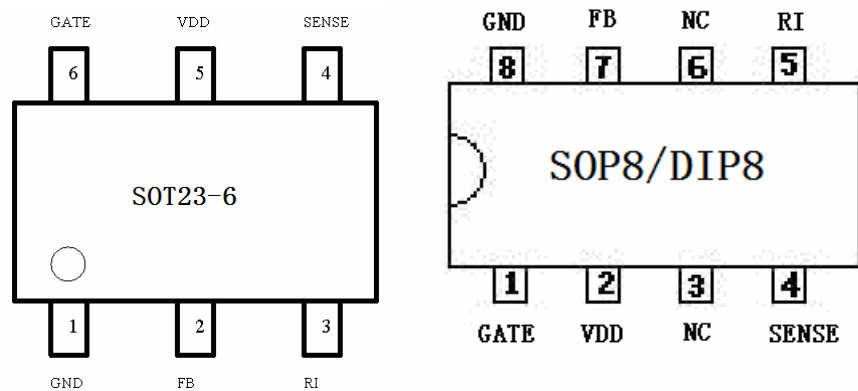 GATE VDD SENSE
6 5 4
SOT23-6
1 2 3
GND FB RI
GND FB NC RI
8 7 6 5
SOP8/DIP8
1 2 3 4
GATE VDD NC SENSE